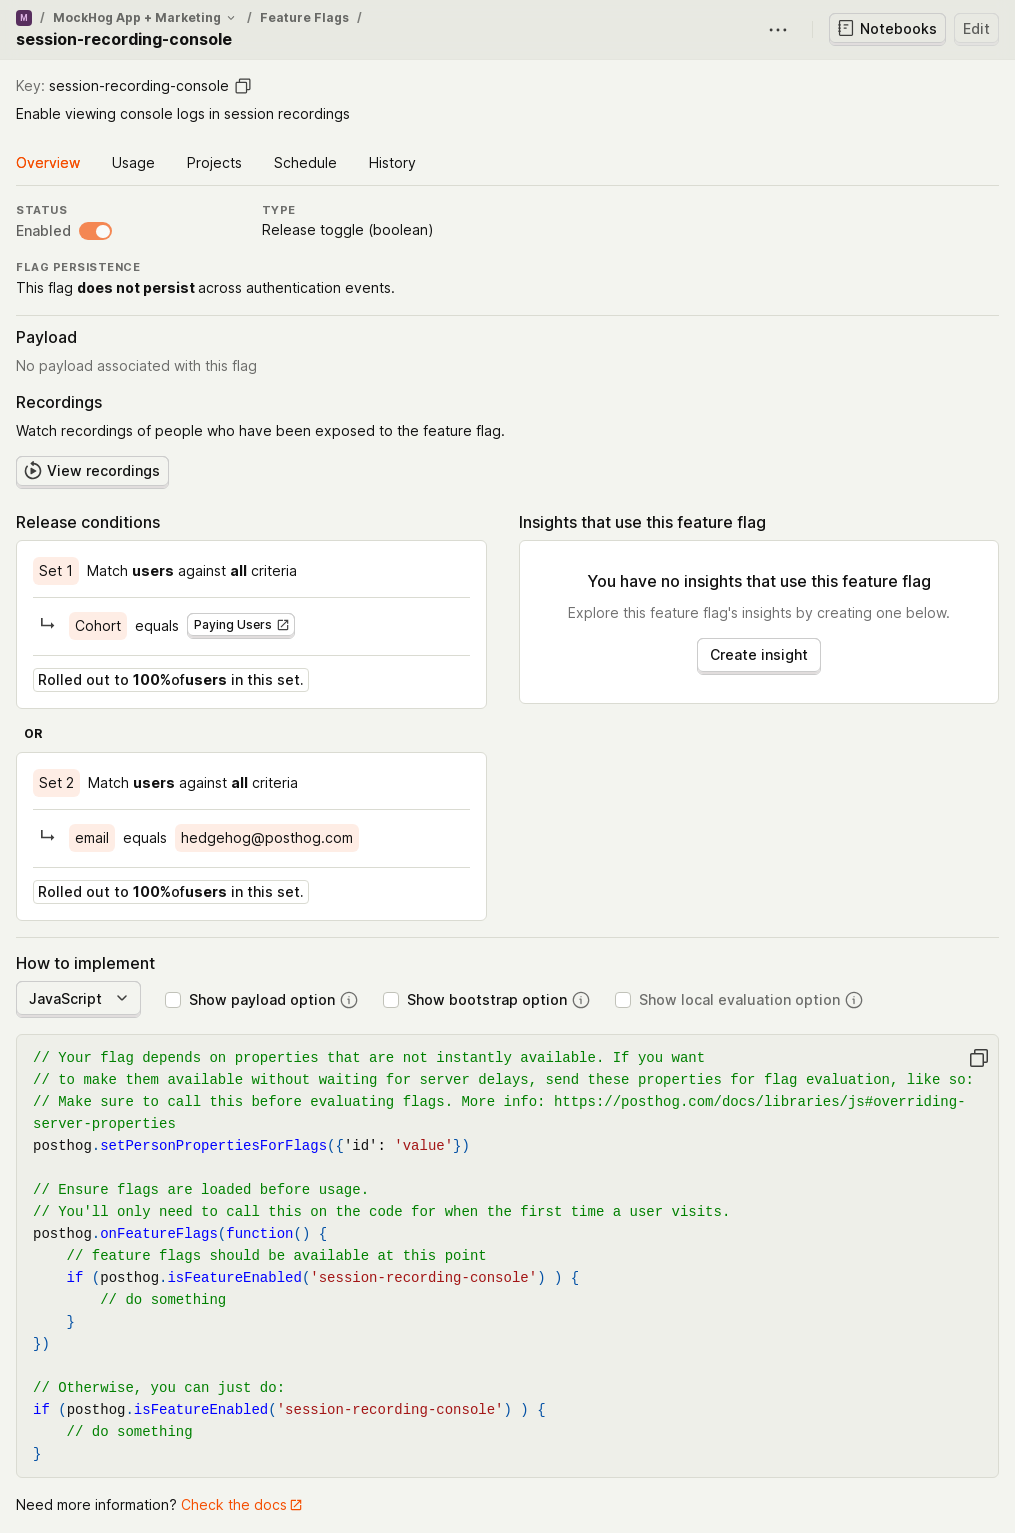 M / MockHog App + Marketing / Feature Flags /
session-recording-console
Notebooks
Edit
Key: session-recording-console
Enable viewing console logs in session recordings
Overview Usage Projects Schedule History
STATUS
Enabled
TYPE
Release toggle (boolean)
FLAG PERSISTENCE
This flag does not persist across authentication events.
Payload
No payload associated with this flag
Recordings
Watch recordings of people who have been exposed to the feature flag.
View recordings
Release conditions
Set 1 Match users against all criteria
Cohort equals Paying Users
Rolled out to 100%ofusers in this set.
OR
Set 2 Match users against all criteria
email equals hedgehog@posthog.com
Rolled out to 100%ofusers in this set.
Insights that use this feature flag
You have no insights that use this feature flag
Explore this feature flag's insights by creating one below.
Create insight
How to implement
JavaScript Show payload option Show bootstrap option Show local evaluation option
// Your flag depends on properties that are not instantly available. If you want
// to make them available without waiting for server delays, send these properties for flag evaluation, like so:
// Make sure to call this before evaluating flags. More info: https://posthog.com/docs/libraries/js#overriding-
server-properties
posthog.setPersonPropertiesForFlags({'id': 'value'})
// Ensure flags are loaded before usage.
// You'll only need to call this on the code for when the first time a user visits.
posthog.onFeatureFlags(function() {
    // feature flags should be available at this point
    if (posthog.isFeatureEnabled('session-recording-console') ) {
        // do something
    }
})
// Otherwise, you can just do:
if (posthog.isFeatureEnabled('session-recording-console') ) {
    // do something
}
Need more information? Check the docs